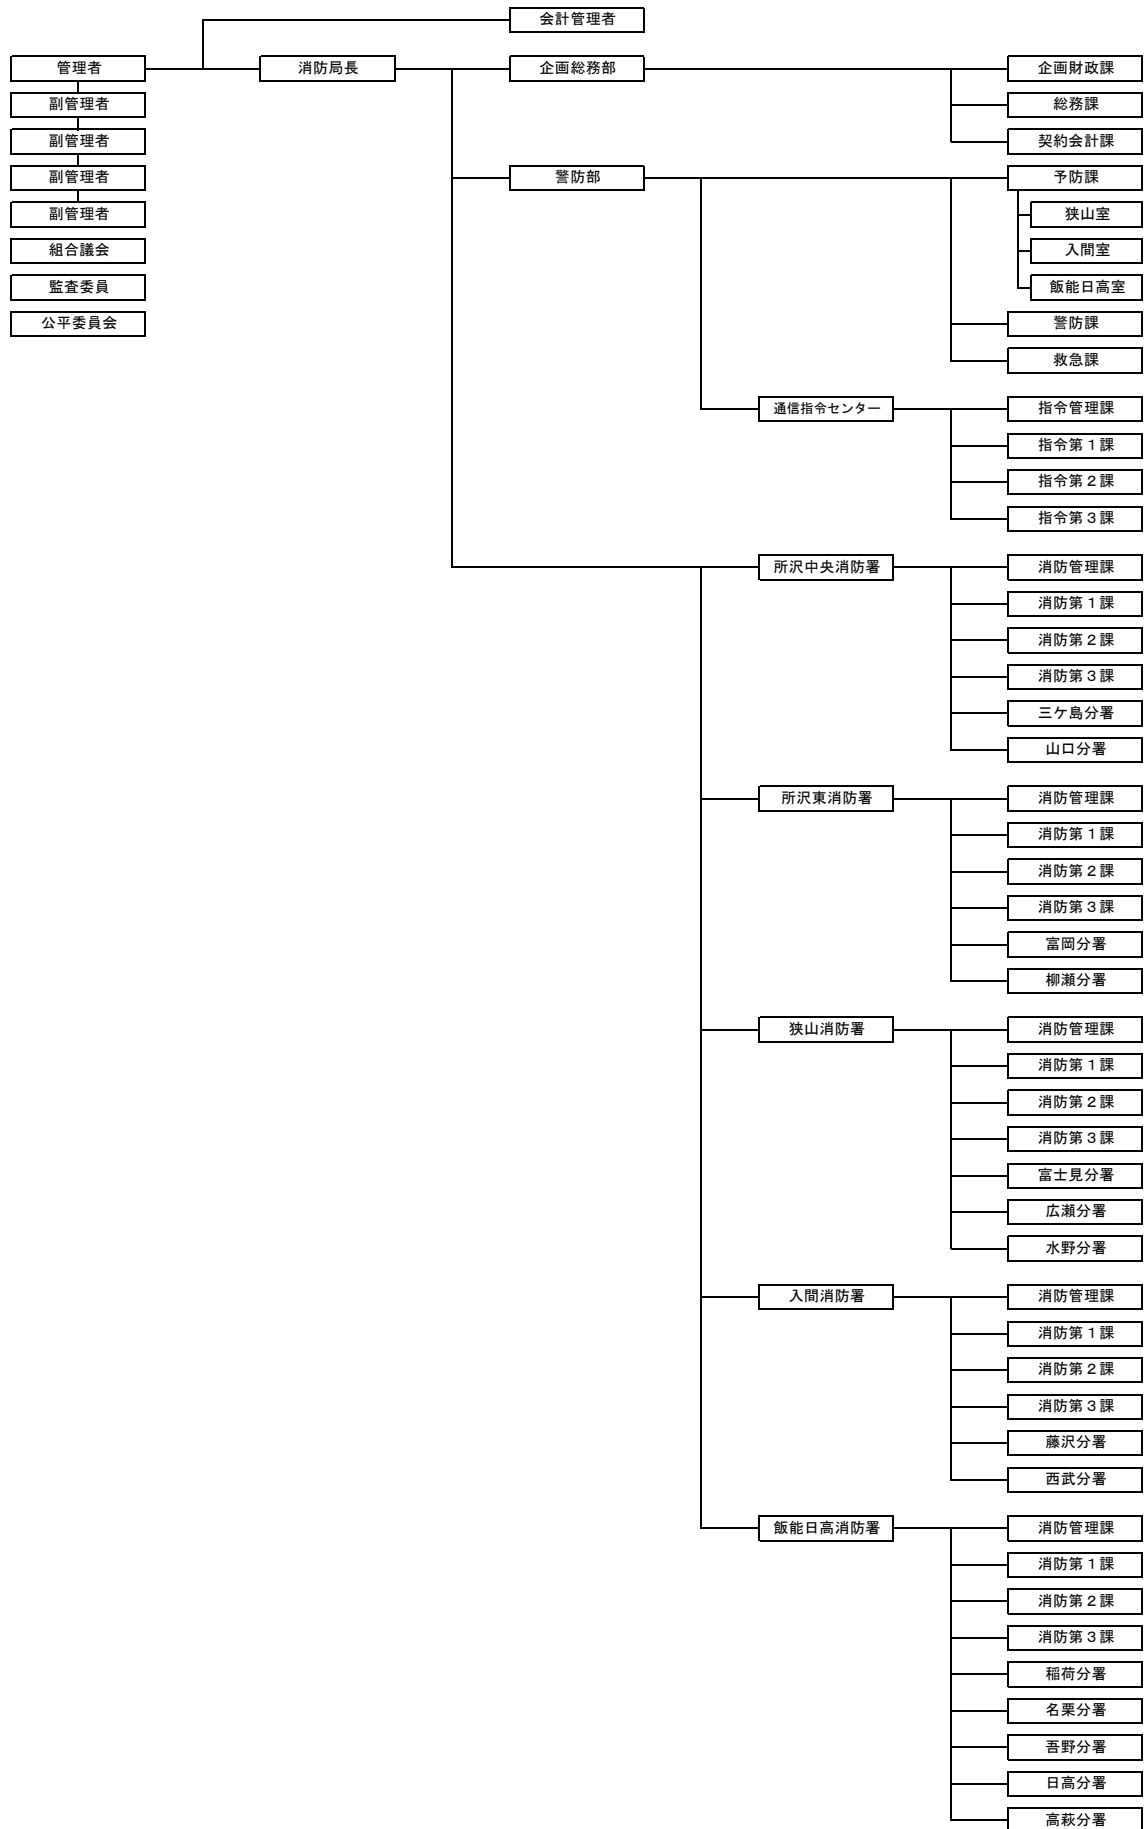 会計管理者
管理者
消防局長
企画総務部
企画財政課
副管理者
総務課
副管理者
契約会計課
副管理者
警防部
予防課
副管理者
狭山室
組合議会
入間室
監査委員
飯能日高室
公平委員会
警防課
救急課
通信指令センター
指令管理課
指令第1課
指令第2課
指令第3課
所沢中央消防署
消防管理課
消防第1課
消防第2課
消防第3課
三ケ島分署
山口分署
所沢東消防署
消防管理課
消防第1課
消防第2課
消防第3課
富岡分署
柳瀬分署
狭山消防署
消防管理課
消防第1課
消防第2課
消防第3課
富士見分署
広瀬分署
水野分署
入間消防署
消防管理課
消防第1課
消防第2課
消防第3課
藤沢分署
西武分署
飯能日高消防署
消防管理課
消防第1課
消防第2課
消防第3課
稲荷分署
名栗分署
吾野分署
日高分署
高萩分署